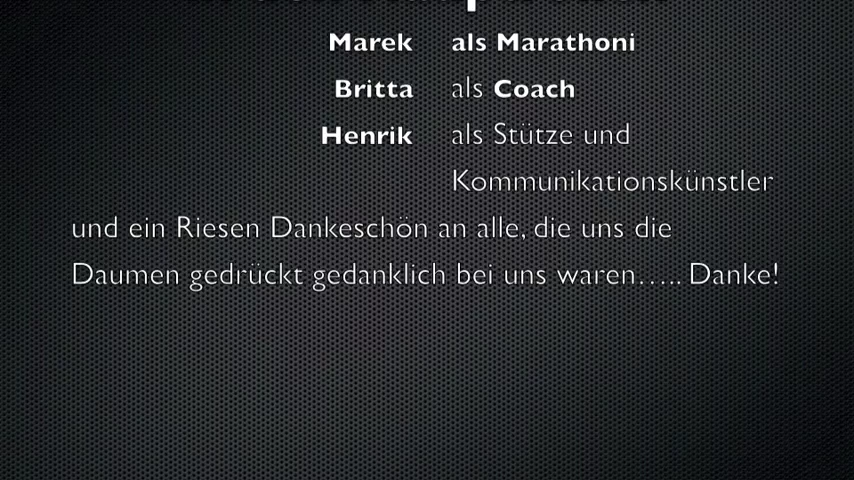 Marek als Marathoni
Britta als Coach
Henrik als Stütze und
Kommunikationskünstler
und ein Riesen Dankeschön an alle, die uns die
Daumen gedrückt gedanklich bei uns waren..... Danke!